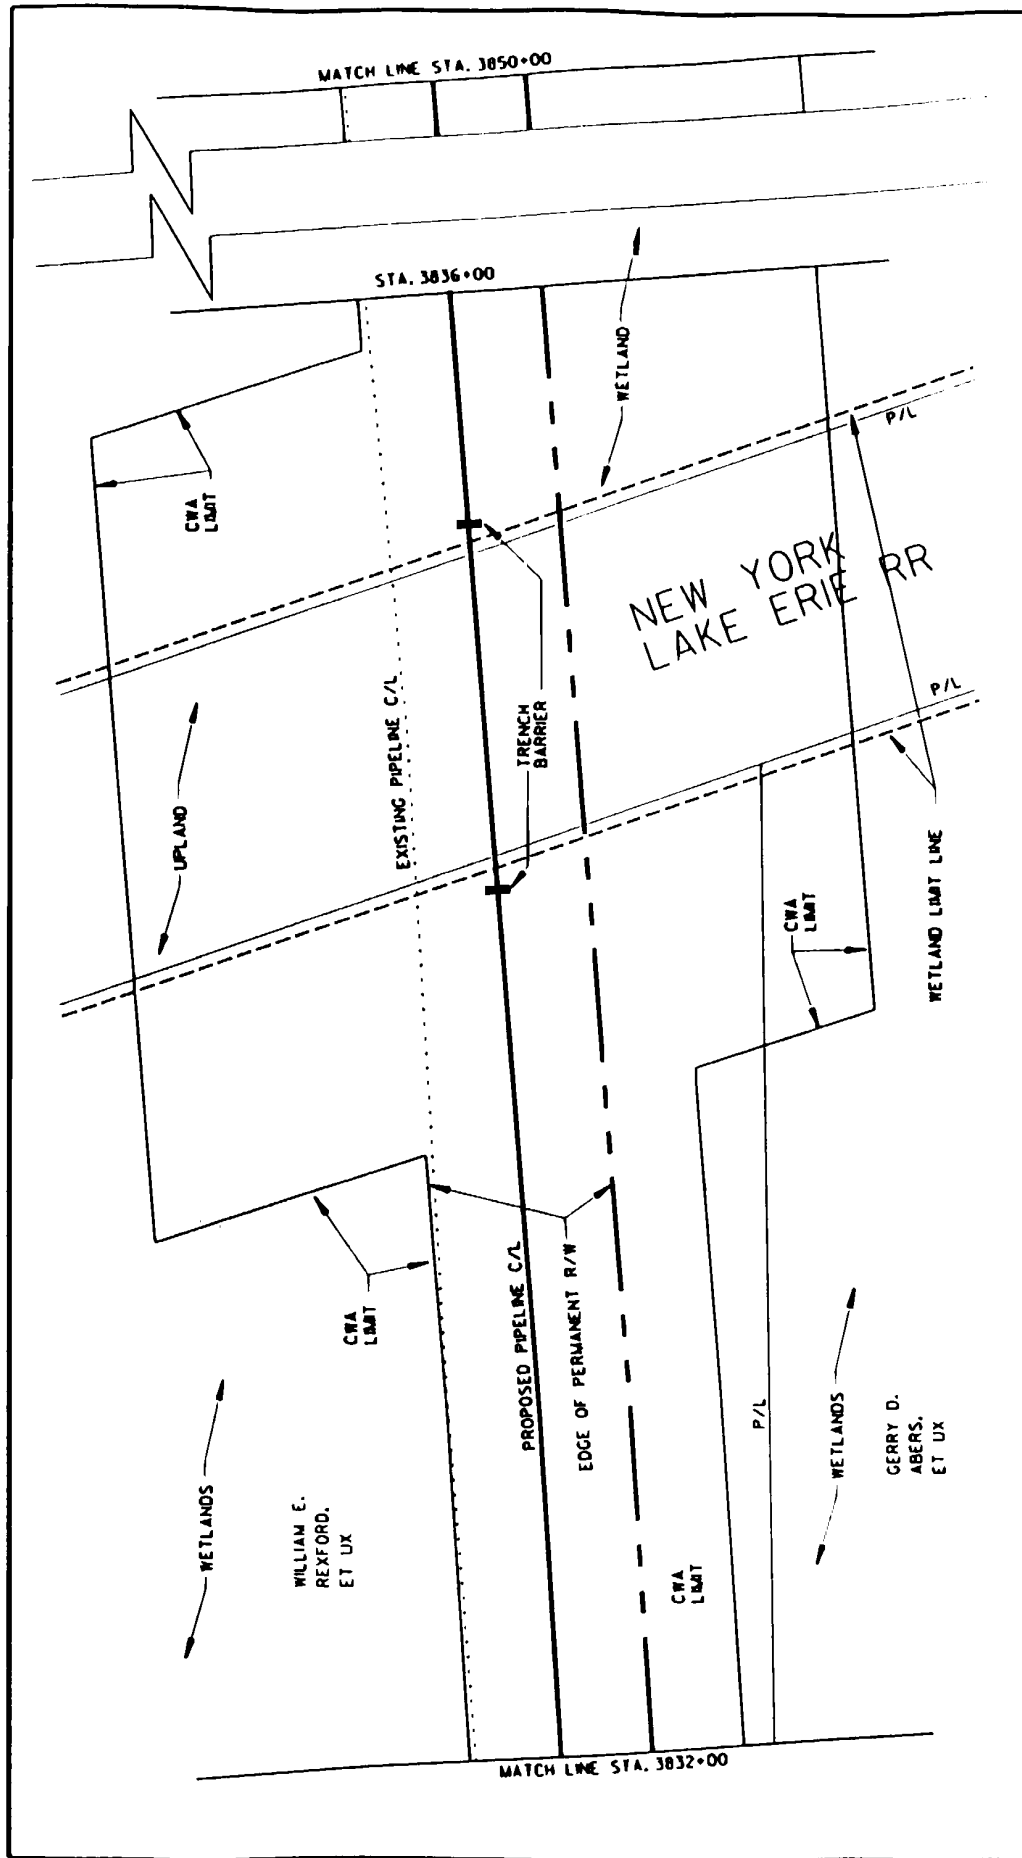 MATCH LINE STA. 3850+00
STA. 3836+00
WETLAND
P/L
CWA
LIMIT
NEW YORK
LAKE ERIE RR
P/L
EXISTING PIPELINE C/L
TRENCH
BARRIER
UPLAND
CWA
LIMIT
WETLAND LIMIT LINE
PROPOSED PIPELINE C/L
EDGE OF PERMANENT R/W
CWA
LIMIT
P/L
WETLANDS
GERRY D.
ABERS,
ET UX
WETLANDS
WILLIAM E.
REXFORD,
ET UX
CWA
LIMIT
MATCH LINE STA. 3832+00